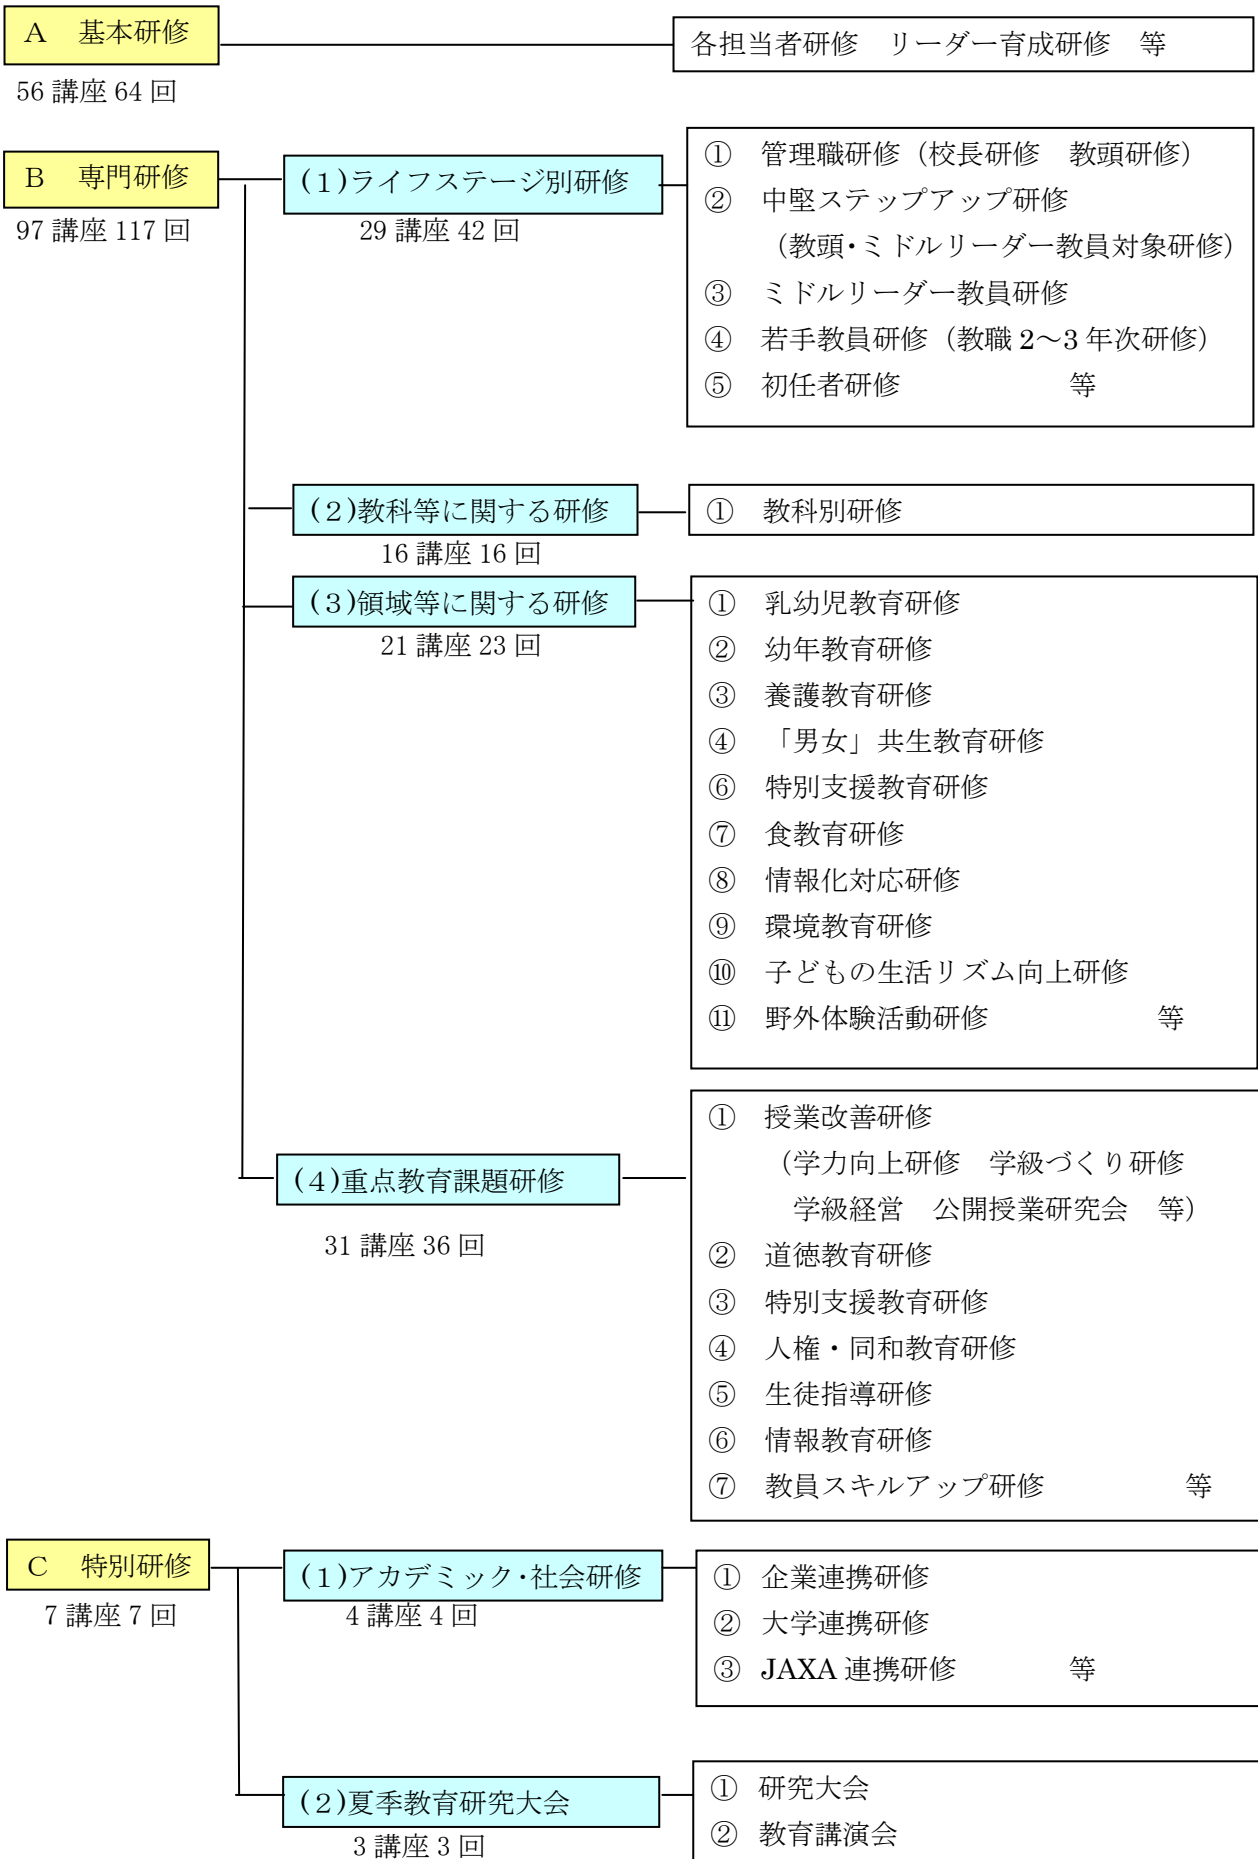 A　基本研修
各担当者研修　リーダー育成研修　等
56 講座 64 回
B　専門研修
97 講座 117 回
(1)ライフステージ別研修
29 講座 42 回
①　管理職研修（校長研修　教頭研修）
②　中堅ステップアップ研修
（教頭・ミドルリーダー教員対象研修）
③　ミドルリーダー教員研修
④　若手教員研修（教職 2～3 年次研修）
⑤　初任者研修　　　　　　等
(２)教科等に関する研修
16 講座 16 回
①　教科別研修
(３)領域等に関する研修
21 講座 23 回
①　乳幼児教育研修
②　幼年教育研修
③　養護教育研修
④　「男女」共生教育研修
⑥　特別支援教育研修
⑦　食教育研修
⑧　情報化対応研修
⑨　環境教育研修
⑩　子どもの生活リズム向上研修
⑪　野外体験活動研修　　　　　　等
(４)重点教育課題研修
31 講座 36 回
①　授業改善研修
（学力向上研修　学級づくり研修
学級経営　公開授業研究会　等）
②　道徳教育研修
③　特別支援教育研修
④　人権・同和教育研修
⑤　生徒指導研修
⑥　情報教育研修
⑦　教員スキルアップ研修　　　　　等
C　特別研修
7 講座 7 回
(１)アカデミック・社会研修
4 講座 4 回
①　企業連携研修
②　大学連携研修
③　JAXA 連携研修　　　　等
(２)夏季教育研究大会
3 講座 3 回
①　研究大会
②　教育講演会